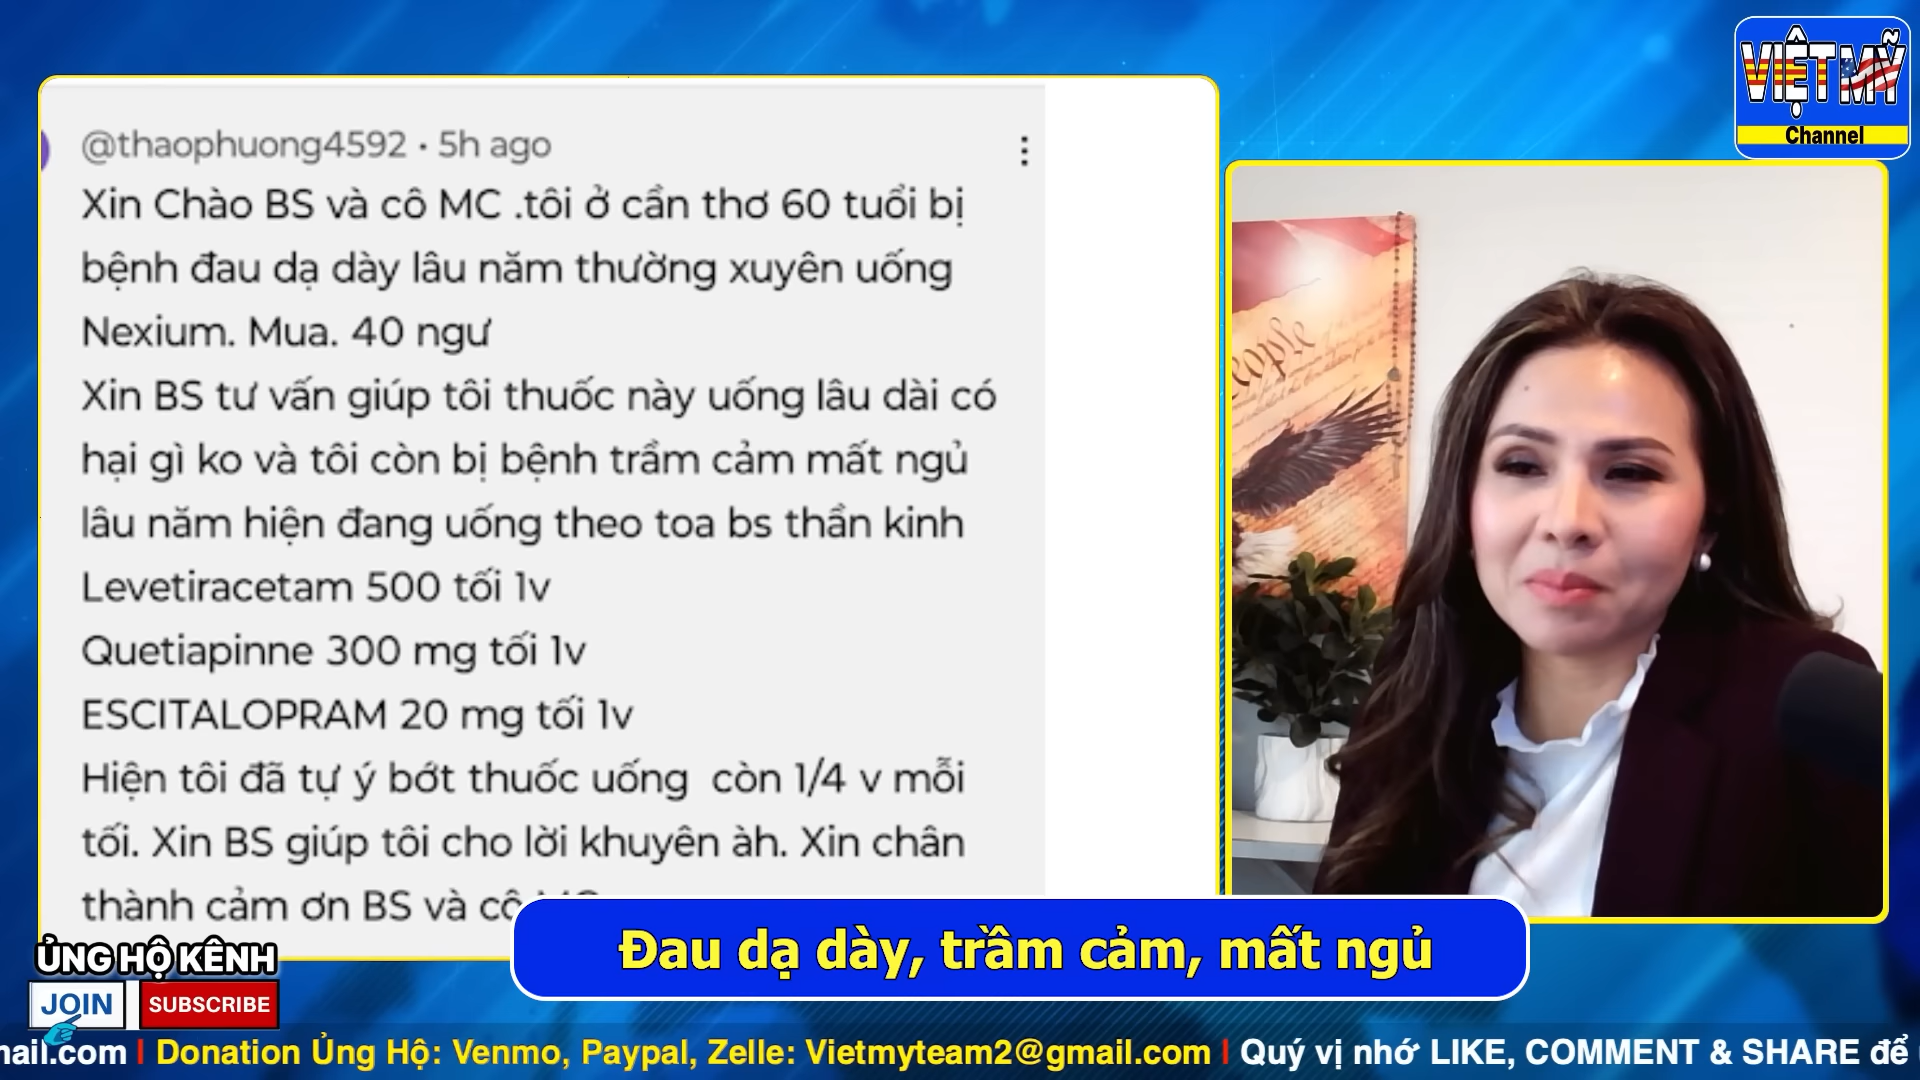 VIỆT MỸ
Channel
@thaophuong4592 • 5h ago
Xin Chào BS và cô MC .tôi ở cần thơ 60 tuổi bị
bệnh đau dạ dày lâu năm thường xuyên uống
Nexium. Mua. 40 ngư
Xin BS tư vấn giúp tôi thuốc này uống lâu dài có
hại gì ko và tôi còn bị bệnh trầm cảm mất ngủ
lâu năm hiện đang uống theo toa bs thần kinh
Levetiracetam 500 tối 1v
Quetiapinne 300 mg tối 1v
ESCITALOPRAM 20 mg tối 1v
Hiện tôi đã tự ý bớt thuốc uống còn 1/4 v mỗi
tối. Xin BS giúp tôi cho lời khuyên àh. Xin chân
thành cảm ơn BS và cô
Đau dạ dày, trầm cảm, mất ngủ
ỦNG HỘ KÊNH
JOIN SUBSCRIBE
mail.com | Donation Ủng Hộ: Venmo, Paypal, Zelle: Vietmyteam2@gmail.com | Quý vị nhớ LIKE, COMMENT & SHARE để